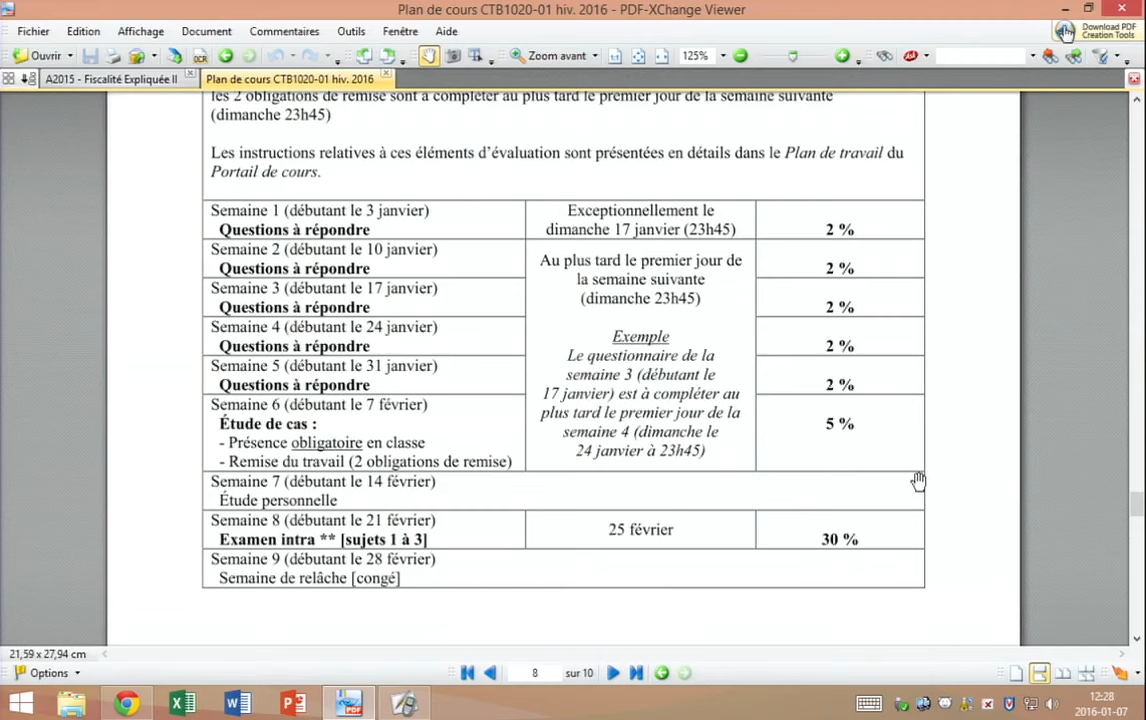 Plan de cours CTB1020-01 hiv. 2016 - PDF-XChange Viewer
Fichier Edition Affichage Document Commentaires Outils Fenêtre Aide
Download PDF
Creation Tools
Ouvrir OCR Zoom avant 125%
A2015 - Fiscalité Expliquée II Plan de cours CTB1020-01 hiv. 2016
les 2 obligations de remise sont à compléter au plus tard le premier jour de la semaine suivante
(dimanche 23h45)
Les instructions relatives à ces éléments d’évaluation sont présentées en détails dans le Plan de travail du
Portail de cours.
Semaine 1 (débutant le 3 janvier)
Questions à répondre
Exceptionnellement le
dimanche 17 janvier (23h45)
2 %
Semaine 2 (débutant le 10 janvier)
Questions à répondre
2 %
Semaine 3 (débutant le 17 janvier)
Questions à répondre
2 %
Semaine 4 (débutant le 24 janvier)
Questions à répondre
2 %
Semaine 5 (débutant le 31 janvier)
Questions à répondre
2 %
Semaine 6 (débutant le 7 février)
Étude de cas :
- Présence obligatoire en classe
- Remise du travail (2 obligations de remise)
5 %
Au plus tard le premier jour de
la semaine suivante
(dimanche 23h45)
Exemple
Le questionnaire de la
semaine 3 (débutant le
17 janvier) est à compléter au
plus tard le premier jour de la
semaine 4 (dimanche le
24 janvier à 23h45)
Semaine 7 (débutant le 14 février)
Étude personnelle
Semaine 8 (débutant le 21 février)
Examen intra ** [sujets 1 à 3]
25 février
30 %
Semaine 9 (débutant le 28 février)
Semaine de relâche [congé]
21,59 x 27,94 cm
Options 8 sur 10
12:28
2016-01-07